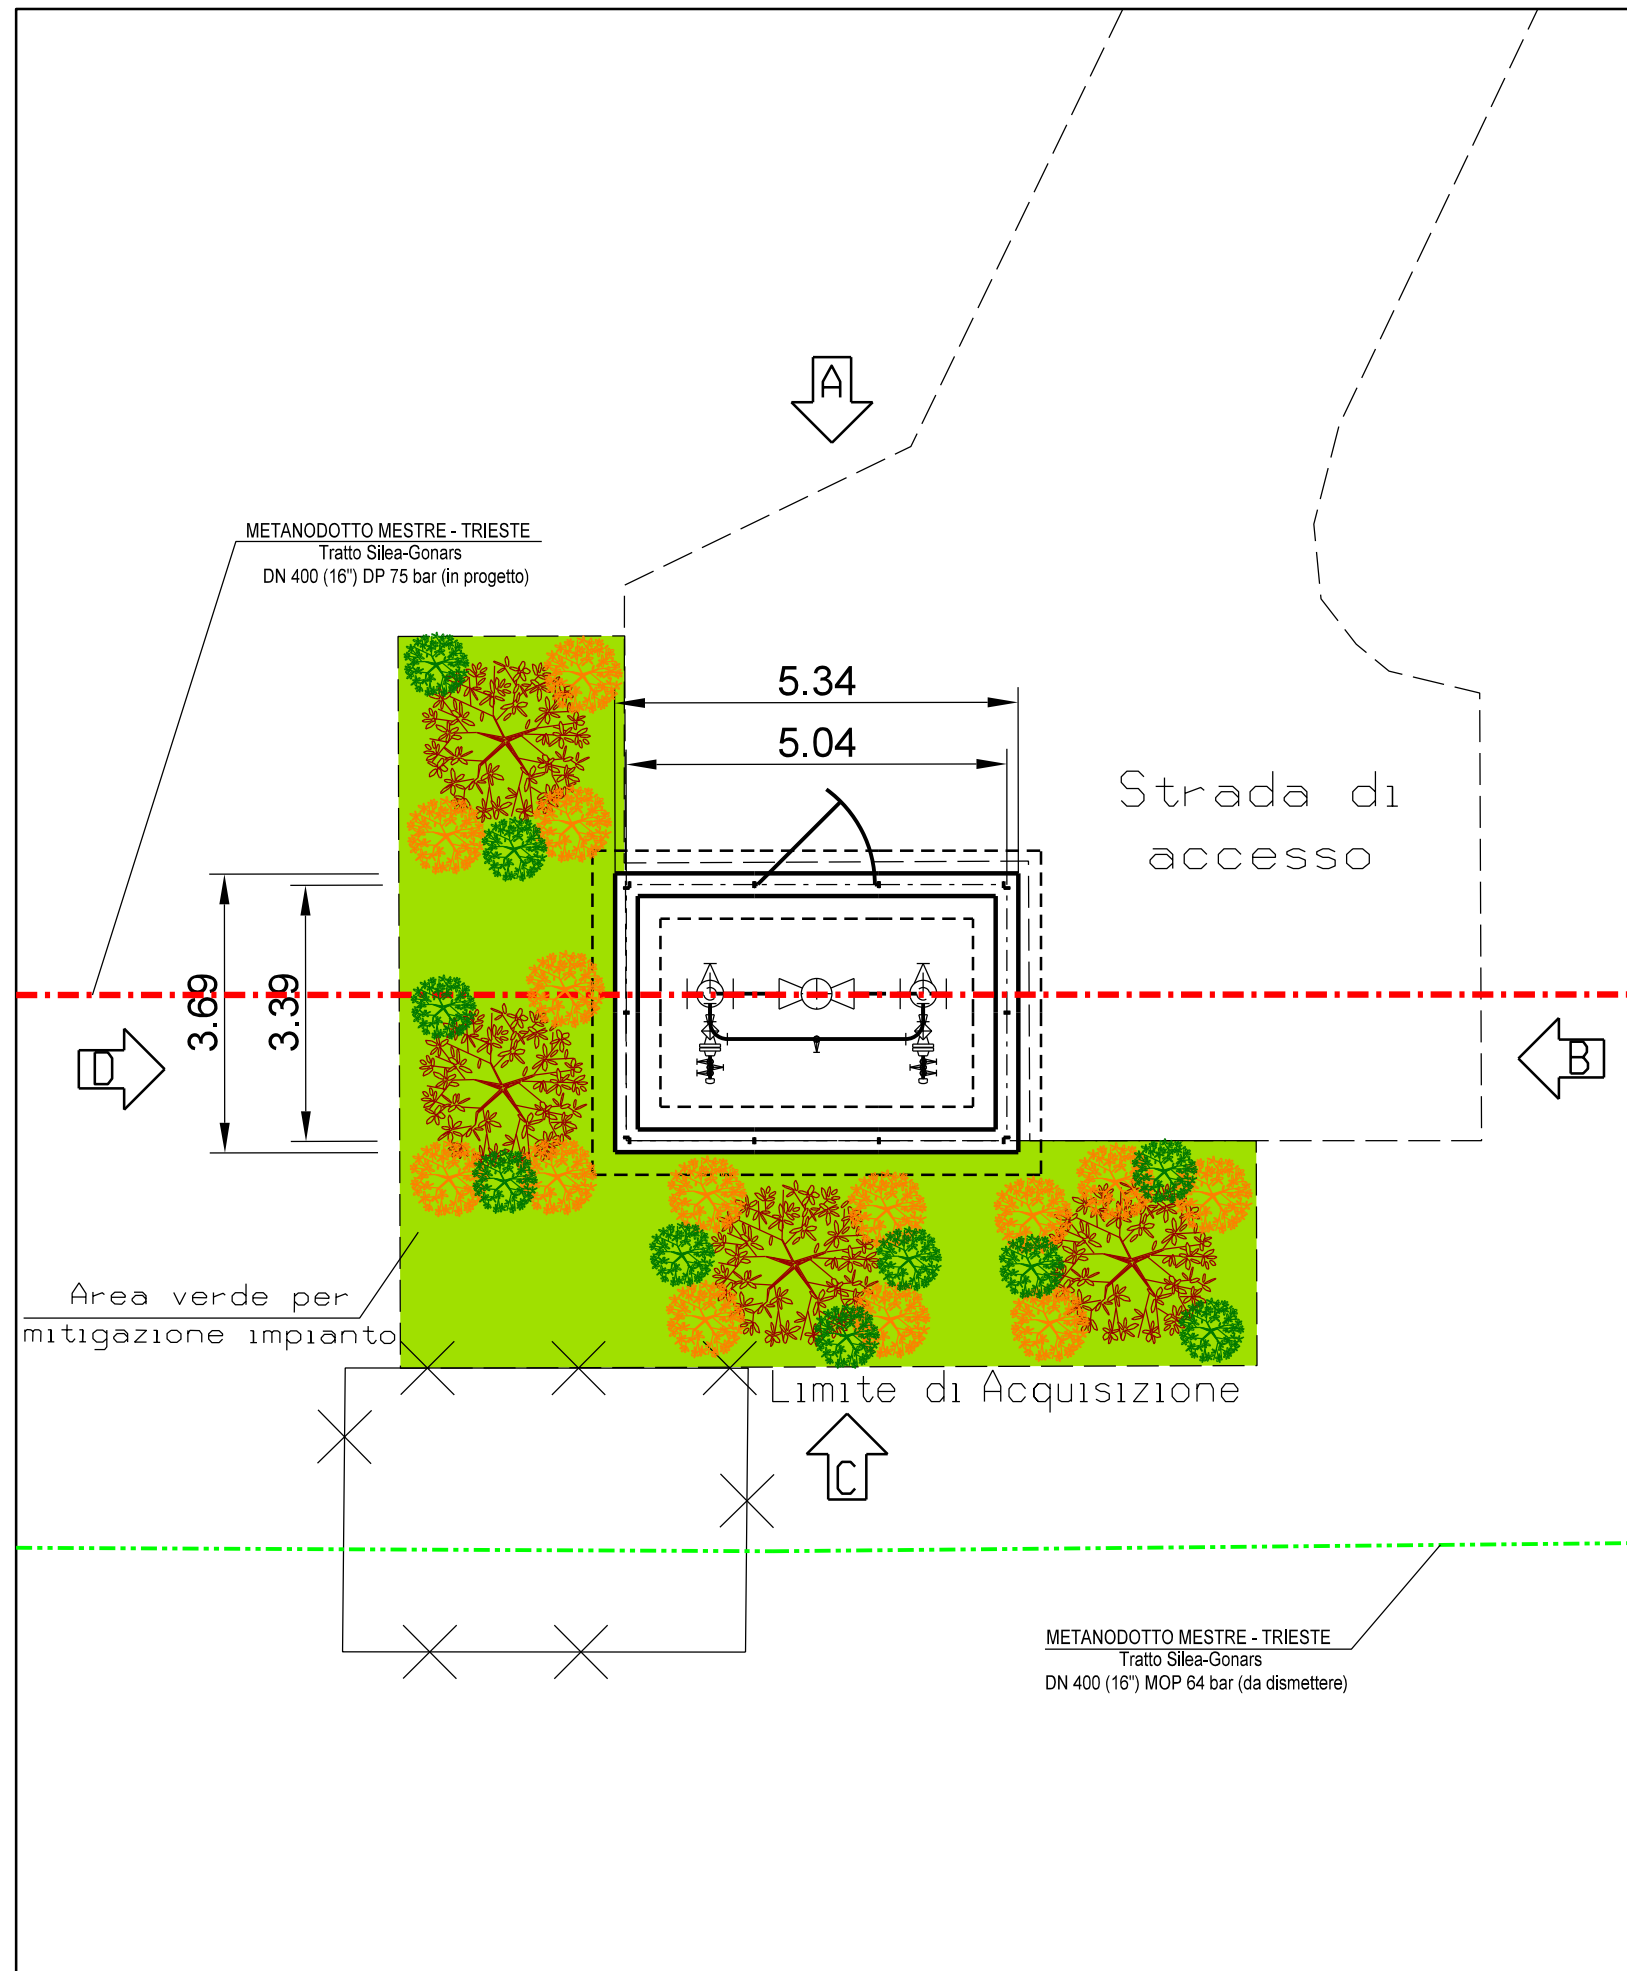 A
METANODOTTO MESTRE - TRIESTE
Tratto Silea-Gonars
DN 400 (16") DP 75 bar (in progetto)
5.34
5.04
Strada di
accesso
3.69
3.39
D
B
Area verde per
mitigazione impianto
Limite di Acquisizione
C
METANODOTTO MESTRE - TRIESTE
Tratto Silea-Gonars
DN 400 (16") MOP 64 bar (da dismettere)